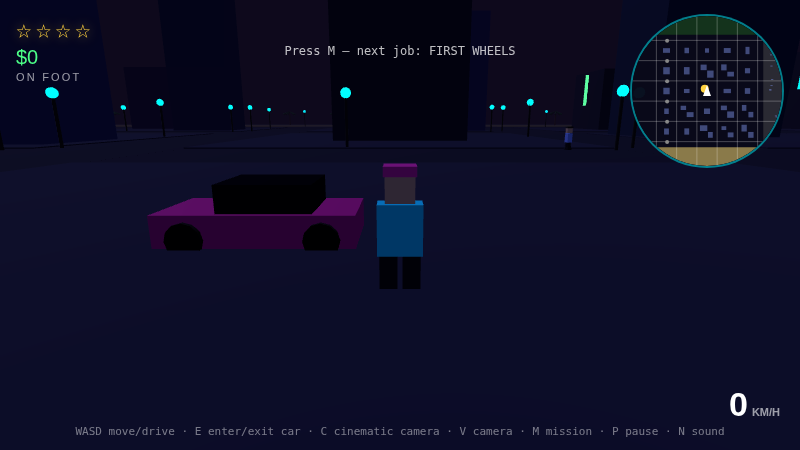 ☆☆☆☆
$0
ON FOOT
Press M — next job: FIRST WHEELS
0 KM/H
WASD move/drive · E enter/exit car · C cinematic camera · V camera · M mission · P pause · N sound